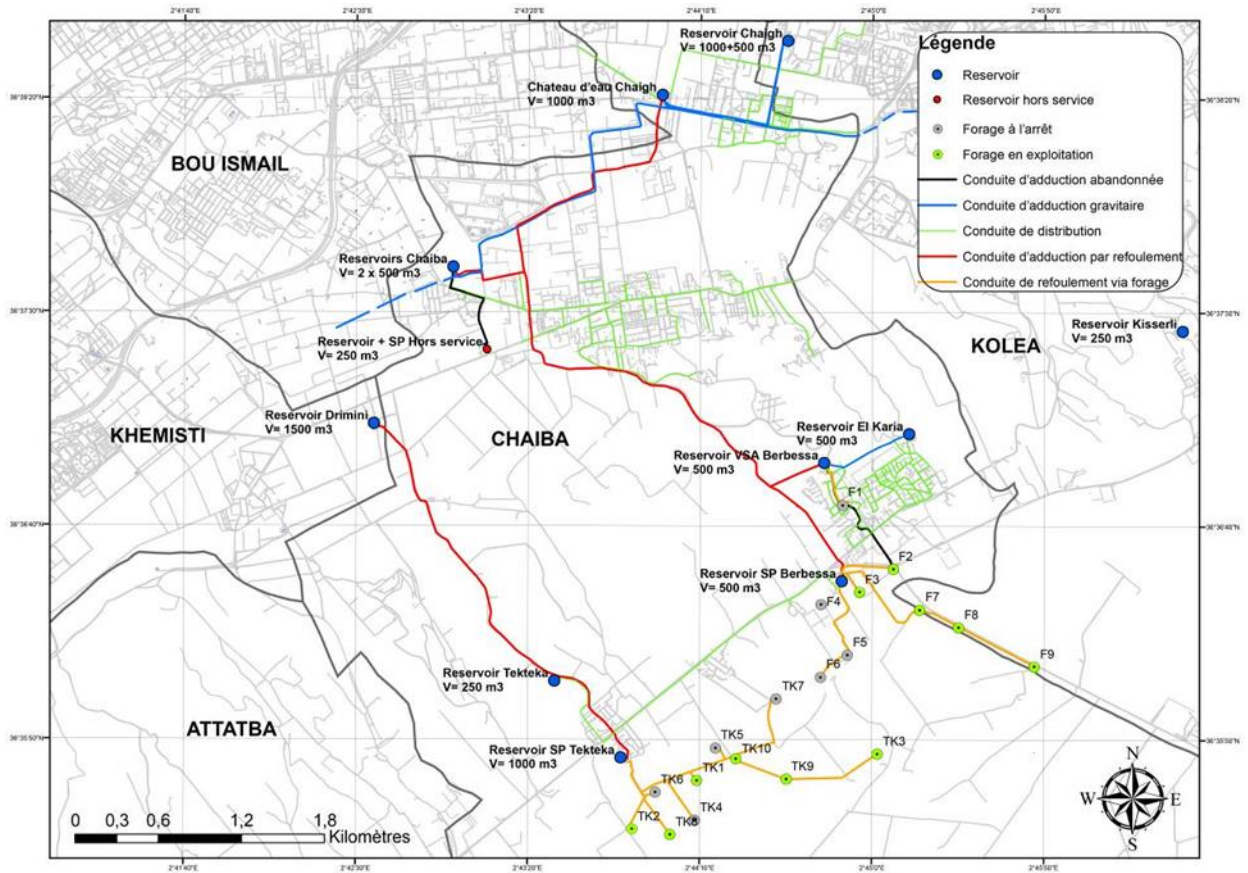 2°41'40"E
2°42'30"E
2°43'20"E
2°44'10"E
2°45'0"E
2°45'50"E
Reservoir Chaigh
V= 1000+500 m3
Légende
Reservoir
Reservoir hors service
Forage à l'arrêt
Forage en exploitation
Conduite d'adduction abandonnée
Conduite d'adduction gravitaire
Conduite de distribution
Conduite d'adduction par refoulement
Conduite de refoulement via forage
Chateau d'eau Chaigh
V= 1000 m3
36°38'20"N
36°38'20"N
BOU ISMAIL
Reservoirs Chaiba
V= 2 x 500 m3
36°37'30"N
Reservoir + SP Hors service
V= 250 m3
Reservoir Kisserli
V= 250 m3
KOLEA
Reservoir Drimini
V= 1500 m3
KHEMISTI
CHAIBA
Reservoir El Karia
V= 500 m3
Reservoir VSA Berbessa
V= 500 m3
F1
36°36'40"N
F2
Reservoir SP Berbessa
V= 500 m3
F3
F4
F7
F8
F5
F9
F6
Reservoir Tekteka
V= 250 m3
TK7
ATTATBA
36°35'50"N
Reservoir SP Tekteka
V= 1000 m3
TK5
TK10
TK3
TK1
TK9
TK6
TK2
TK4
N
W
E
S
0
0,3
0,6
1,2
1,8
Kilomètres
2°41'40"E
2°42'30"E
2°43'20"E
2°44'10"E
2°45'0"E